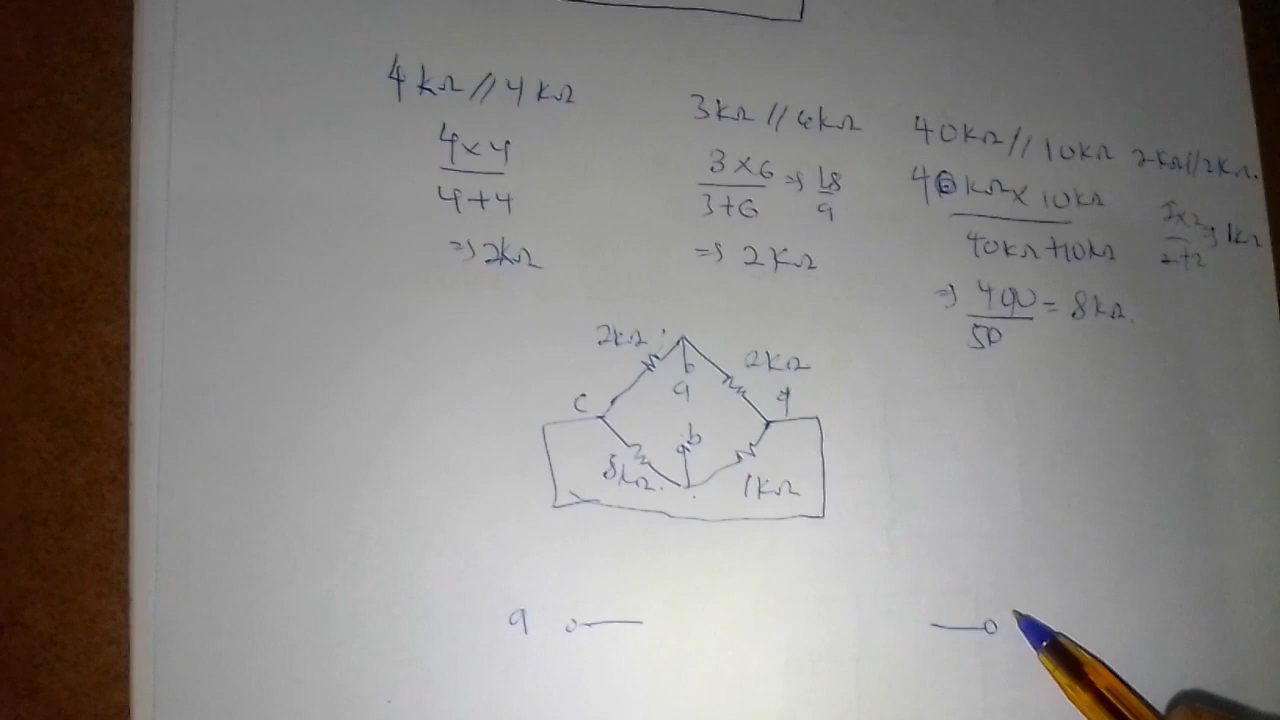 4kΩ//4kΩ
4×4
4+4
=> 2kΩ
3kΩ//6kΩ
3×6 => 18
3+6 9
=> 2kΩ
40kΩ//10kΩ 2kΩ//2kΩ.
40kΩ×10kΩ
40kΩ+10kΩ
2×2 => 1kΩ
2+2
=> 400 = 8kΩ.
50
2kΩ
2kΩ
a
c
d
b
8kΩ.
1kΩ
a